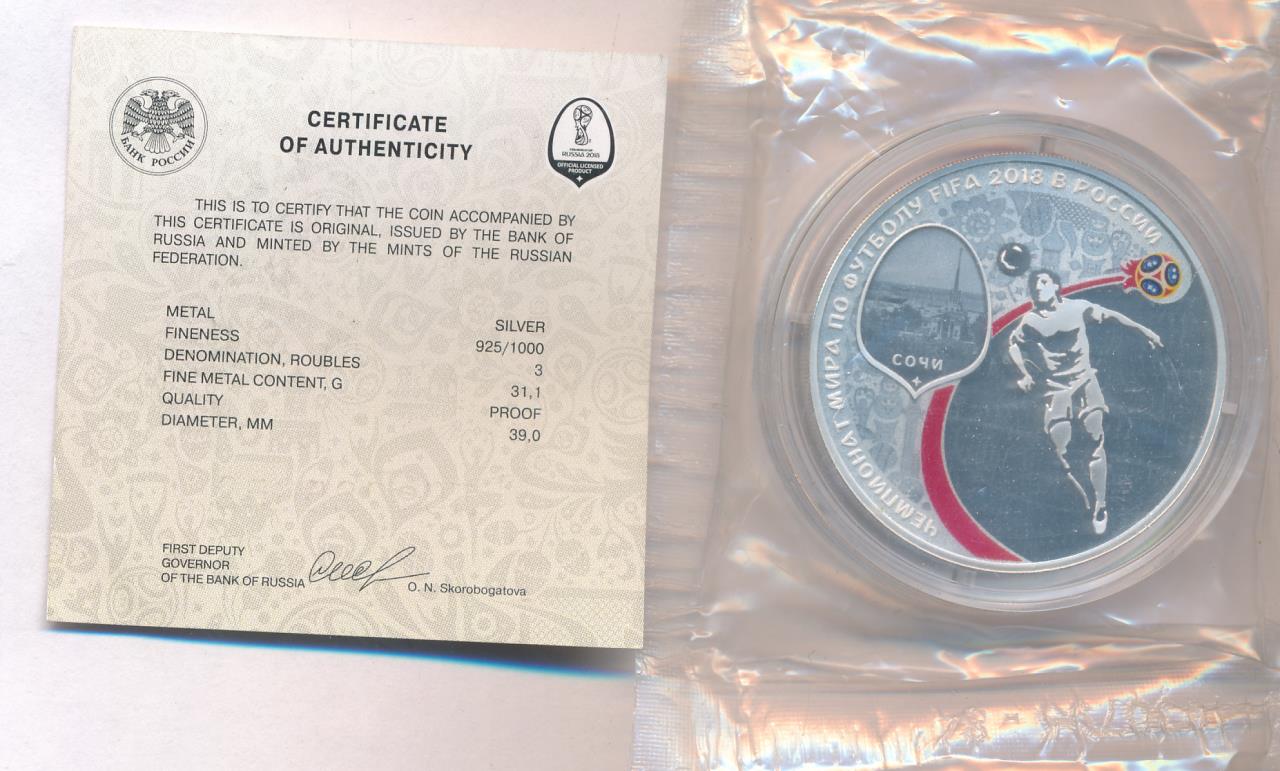 CERTIFICATE
OF AUTHENTICITY
БАНК РОССИИ
RUSSIA 2018
OFFICIAL LICENSED
PRODUCT
THIS IS TO CERTIFY THAT THE COIN ACCOMPANIED BY
THIS CERTIFICATE IS ORIGINAL, ISSUED BY THE BANK OF
RUSSIA AND MINTED BY THE MINTS OF THE RUSSIAN
FEDERATION.
METAL SILVER
FINENESS 925/1000
DENOMINATION, ROUBLES 3
FINE METAL CONTENT, G 31,1
QUALITY PROOF
DIAMETER, MM 39,0
FIRST DEPUTY
GOVERNOR
OF THE BANK OF RUSSIA O. N. Skorobogatova
ЧЕМПИОНАТ МИРА ПО ФУТБОЛУ FIFA 2018 В РОССИИ
СОЧИ